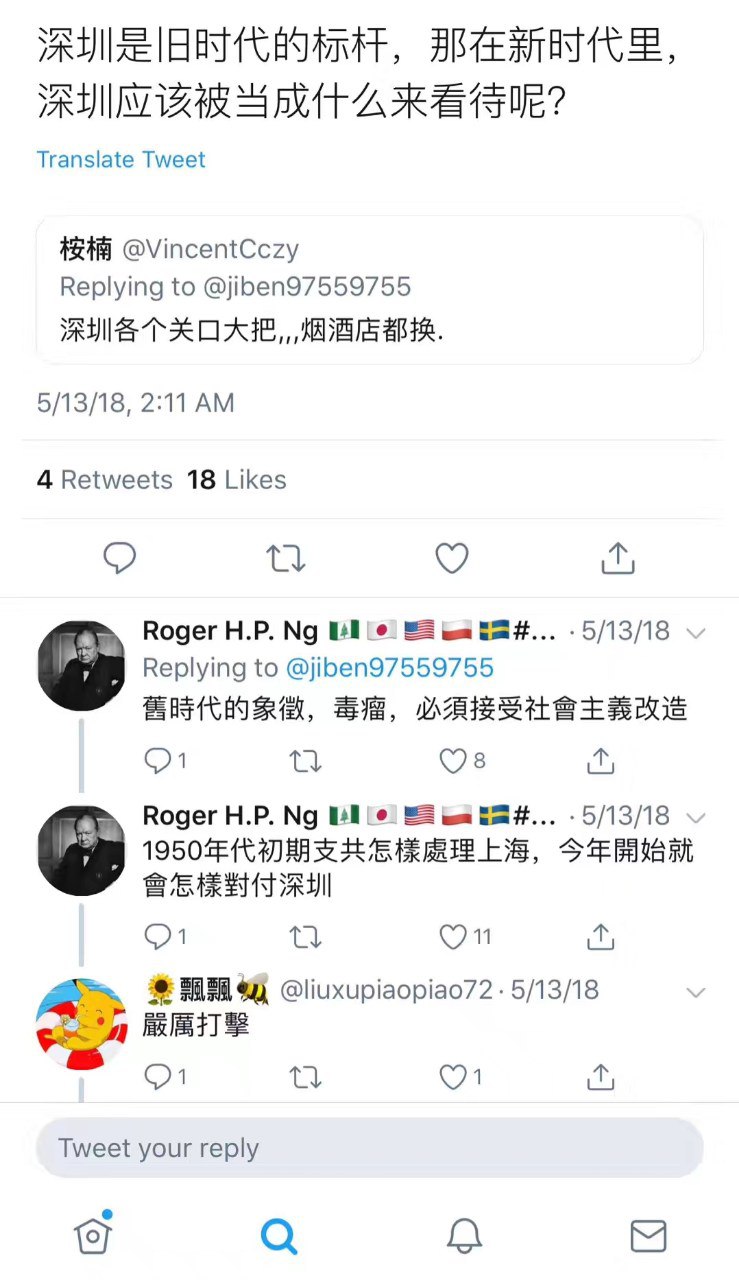 深圳是旧时代的标杆，那在新时代里，
深圳应该被当成什么来看待呢？
Translate Tweet
桉楠 @VincentCczy
Replying to @jiben97559755
深圳各个关口大把,,,烟酒店都换.
5/13/18, 2:11 AM
4 Retweets 18 Likes
Roger H.P. Ng 🇳🇫🇯🇵🇺🇸🇵🇱🇸🇪#... · 5/13/18
Replying to @jiben97559755
舊時代的象徵，毒瘤，必須接受社會主義改造
1 8
Roger H.P. Ng 🇳🇫🇯🇵🇺🇸🇵🇱🇸🇪#... · 5/13/18
1950年代初期支共怎樣處理上海，今年開始就
會怎樣對付深圳
1 11
🌻飄飄🐝 @liuxupiaopiao72 · 5/13/18
嚴厲打擊
1 1
Tweet your reply